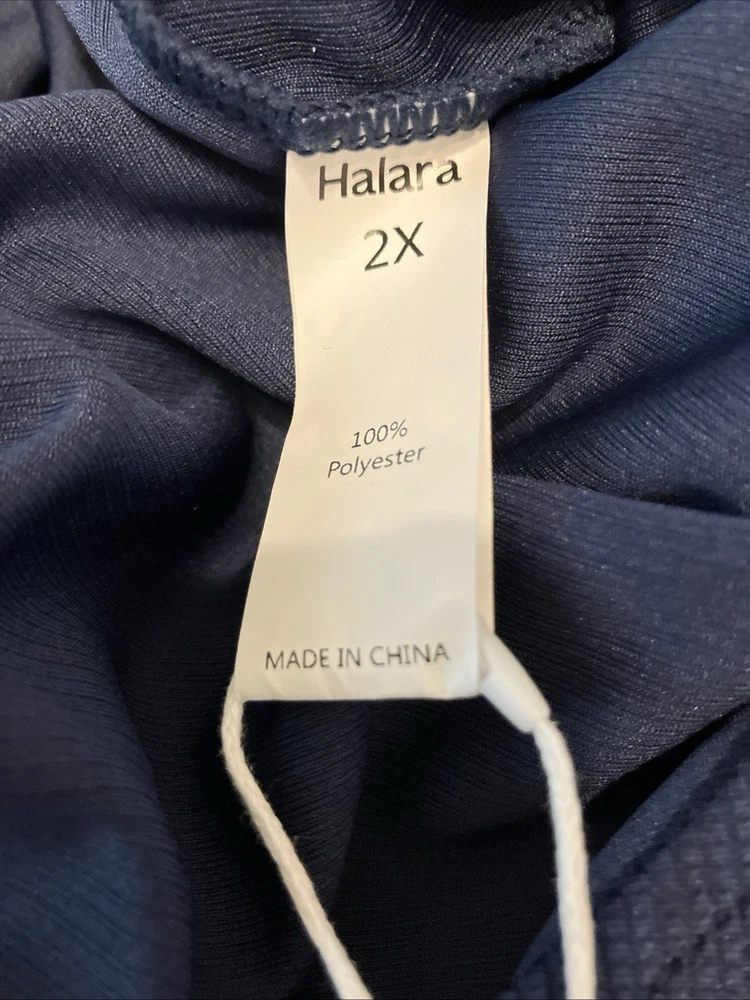 Halara
2X
100%
Polyester
MADE IN CHINA